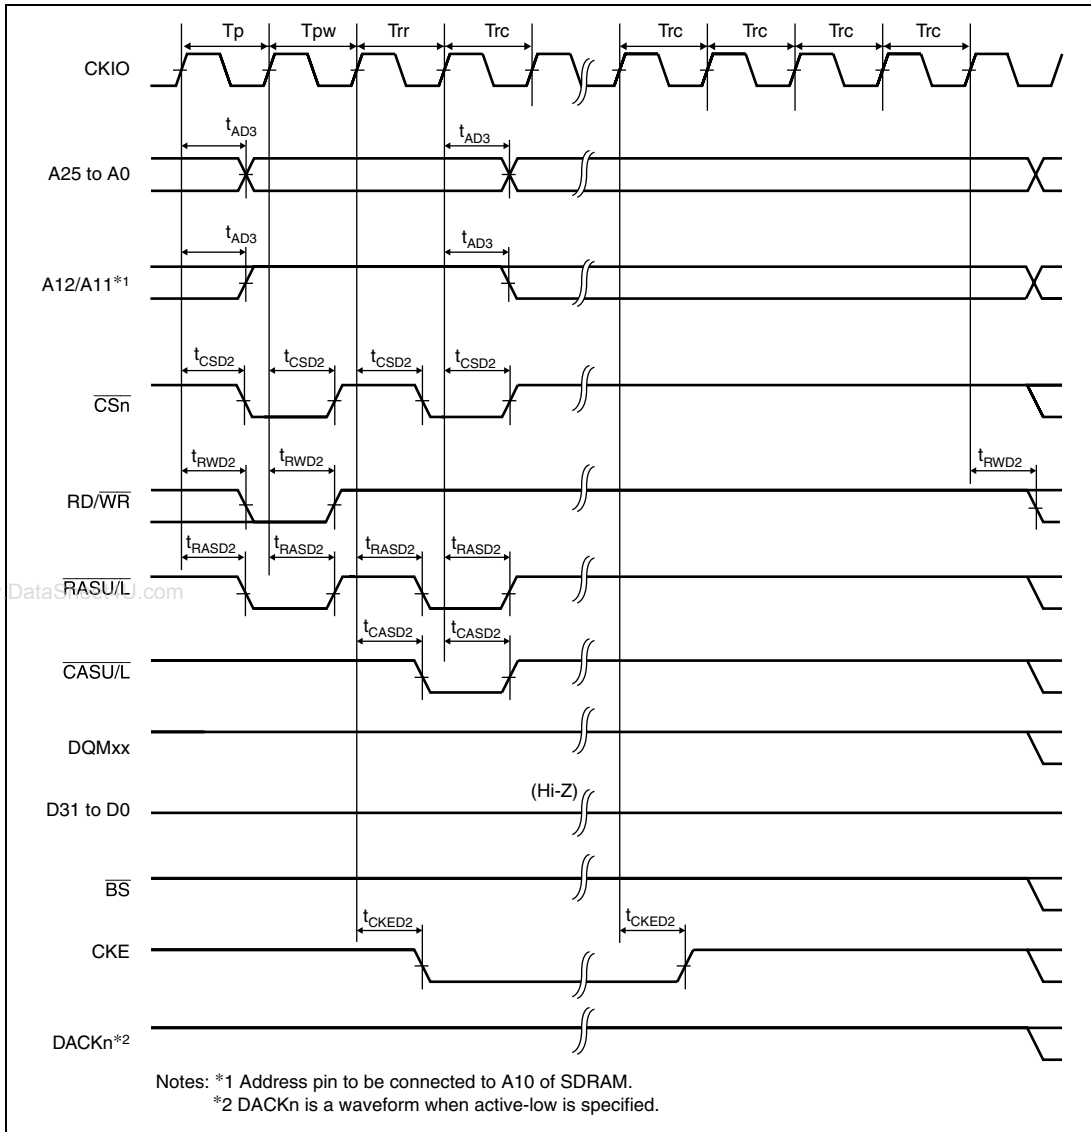 Tp Tpw Trr Trc Trc Trc Trc Trc
CKIO
tAD3 tAD3
A25 to A0
tAD3 tAD3
A12/A11*1
tCSD2 tCSD2 tCSD2 tCSD2
CSn
tRWD2 tRWD2 tRWD2
RD/WR
tRASD2 tRASD2 tRASD2 tRASD2
RASU/L
tCASD2 tCASD2
CASU/L
DQMxx
(Hi-Z)
D31 to D0
BS
tCKED2 tCKED2
CKE
DACKn*2
Notes: *1 Address pin to be connected to A10 of SDRAM.
*2 DACKn is a waveform when active-low is specified.